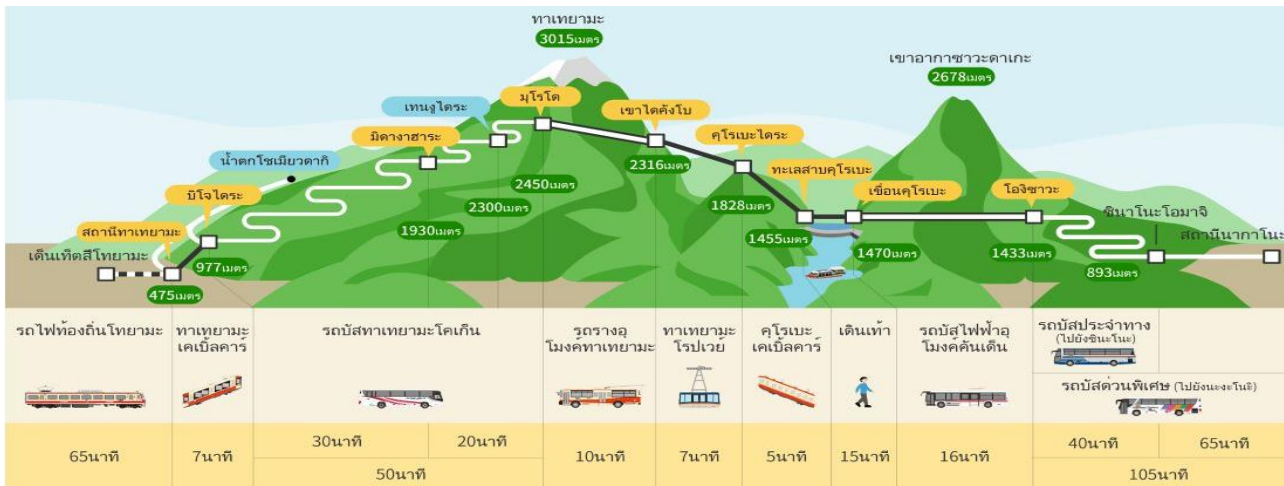 ทาเทยามะ
3015เมตร
เขาอากาซาวะดาเกะ
2678เมตร
เทนงูไดระ
มุโรโด
เขาไดคังโบ
มิดางาฮาระ
คุโรเบะไดระ
น้ำตกโชเมียวดากิ
2316เมตร
ทะเลสาบคุโรเบะ
บิโจไดระ
2450เมตร
เขื่อนคุโรเบะ
โอกิซาวะ
2300เมตร
1828เมตร
ชินาโนะโอมาจิ
สถานีทาเทยามะ
1930เมตร
1455เมตร
สถานีนากาโนะ
เด็นเท็ตสึโทยามะ
977เมตร
1470เมตร
1433เมตร
893เมตร
475เมตร
รถไฟท้องถิ่นโทยามะ
ทาเทยามะ
เคเบิ้ลคาร์
รถบัสทาเทยามะโคเก็น
รถรางอุ
โมงค์ทาเทยามะ
ทาเทยามะ
โรปเวย์
คุโรเบะ
เคเบิ้ลคาร์
เดินเท้า
รถบัสไฟฟ้าอุ
โมงค์คันเด็น
รถบัสประจำทาง
(ไปยังชินะโนะ)
รถบัสด่วนพิเศษ (ไปยังนะงะโนะ)
65นาที
7นาที
30นาที
20นาที
50นาที
10นาที
7นาที
5นาที
15นาที
16นาที
40นาที
65นาที
105นาที